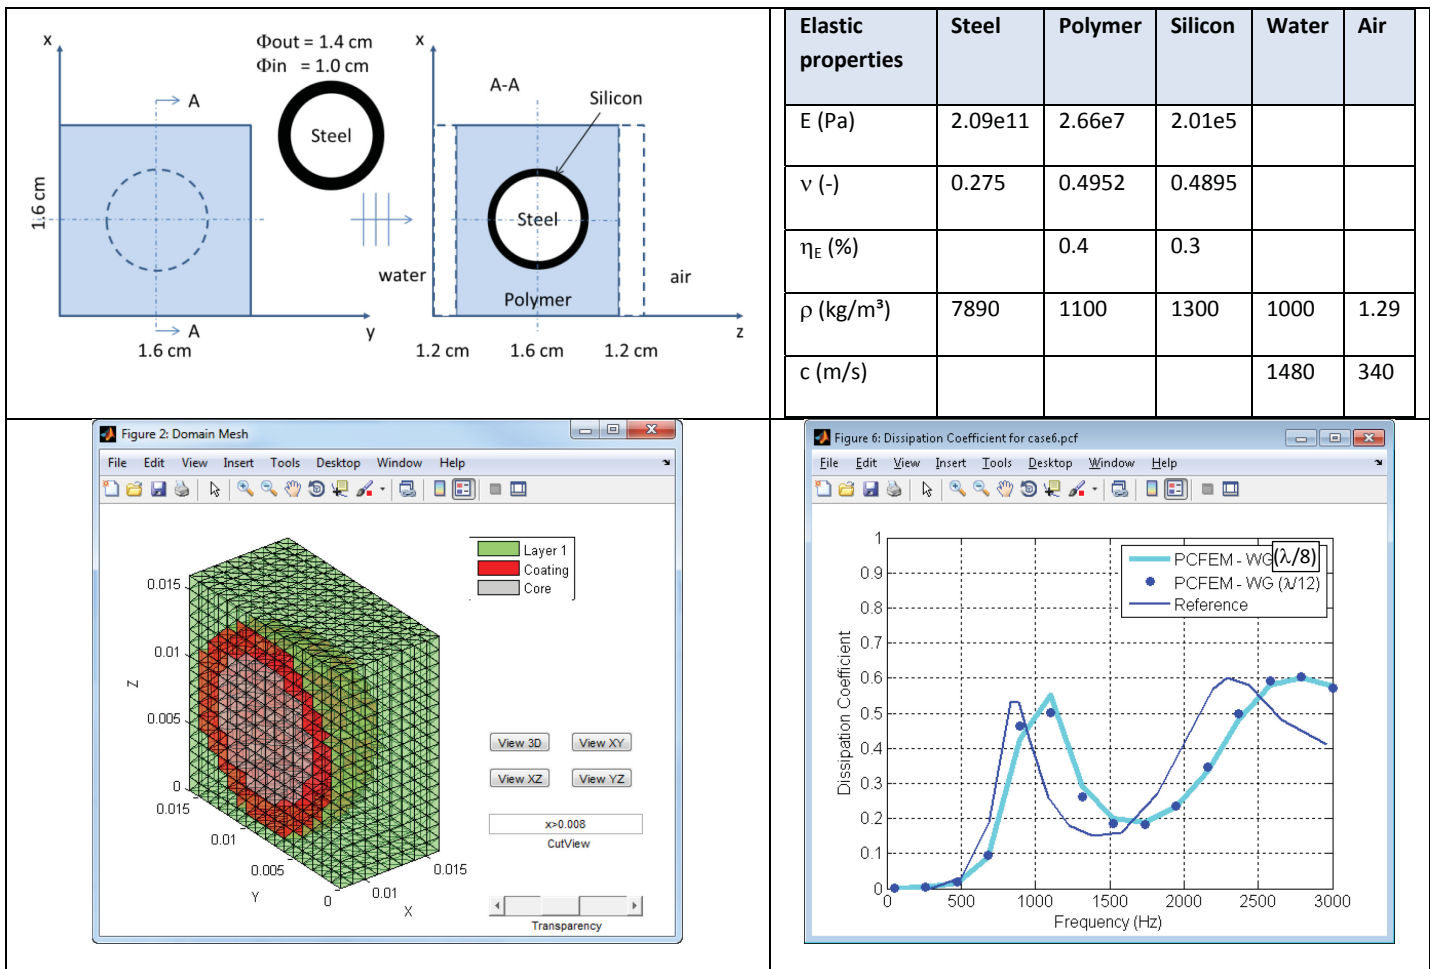 x
Φout = 1.4 cm
Φin = 1.0 cm
x
A
A-A
Silicon
Steel
1.6 cm
Steel
water
Polymer
air
A
y
z
1.6 cm
1.2 cm 1.6 cm 1.2 cm
Elastic properties Steel Polymer Silicon Water Air
E (Pa) 2.09e11 2.66e7 2.01e5
ν (-) 0.275 0.4952 0.4895
ηE (%) 0.4 0.3
ρ (kg/m³) 7890 1100 1300 1000 1.29
c (m/s) 1480 340
Figure 2: Domain Mesh
File Edit View Insert Tools Desktop Window Help
Layer 1
Coating
Core
0.015
0.01
Z
0.005
0
0.015
0.01
0.005
0
Y
0.015
0.01
X
View 3D View XY
View XZ View YZ
x>0.008
CutView
Transparency
Figure 6: Dissipation Coefficient for case6.pcf
File Edit View Insert Tools Desktop Window Help
PCFEM - WG (λ/8)
PCFEM - WG (λ/12)
Reference
1
0.9
0.8
0.7
0.6
0.5
0.4
0.3
0.2
0.1
0
Dissipation Coefficient
0 500 1000 1500 2000 2500 3000
Frequency (Hz)